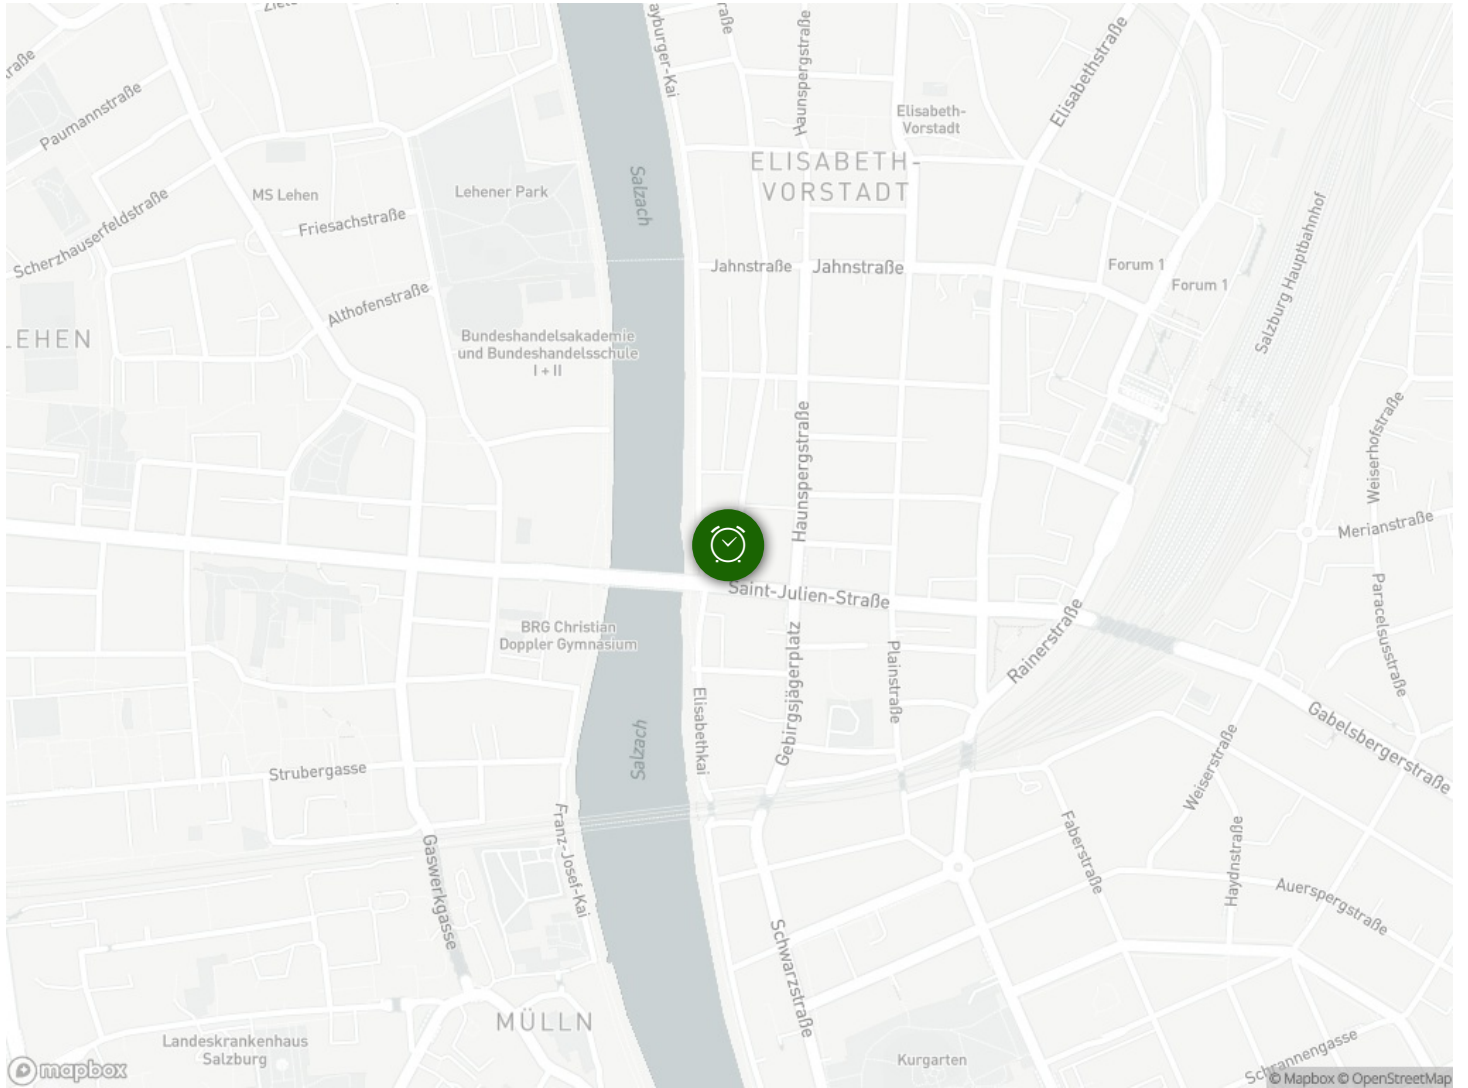 Paumannstraße
Haunspergstraße
Elisabethstraße
Elisabeth-
Vorstadt
ELISABETH-
VORSTADT
MS Lehen
Lehener Park
Salzach
Friesachstraße
Scherzhauserfeldstraße
Jahnstraße
Jahnstraße
Forum 1
Forum 1
Salzburg Hauptbahnhof
Althofenstraße
Bundeshandelsakademie
und Bundeshandelsschule
I + II
Haunspergstraße
Weiserhofstraße
Merianstraße
Saint-Julien-Straße
BRG Christian
Doppler Gymnasium
Rainerstraße
Paracelsusstraße
Plainstraße
Gebirgsjägerplatz
Elisabethkai
Salzach
Gabelsbergerstraße
Weiserstraße
Strubergasse
Franz-Josef-Kai
Gaswerkgasse
Faberstraße
Haydnstraße
Auerspergstraße
Schwarzstraße
MÜLLN
Landeskrankenhaus
Salzburg
Kurgarten
Schrannengasse
mapbox
© Mapbox © OpenStreetMap